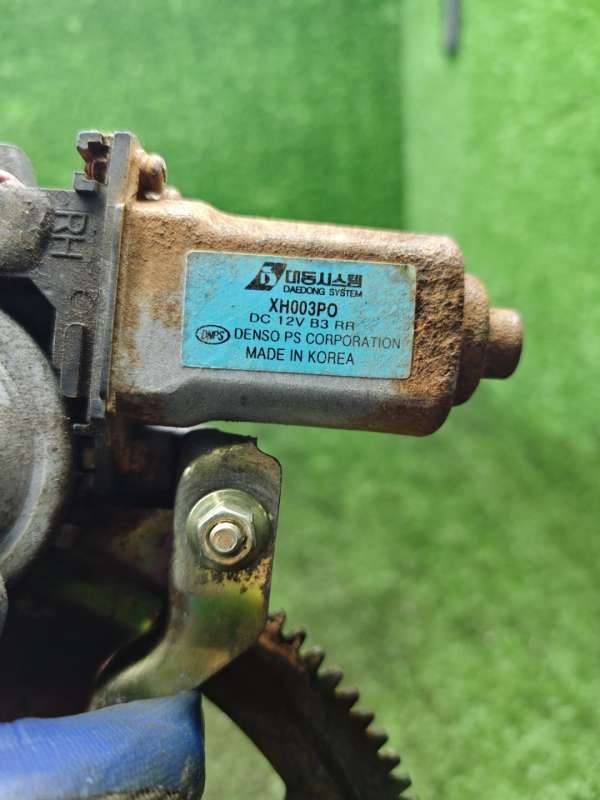 RH
대동시스템
DAEDONG SYSTEM
XH003PO
DC 12V B3 RR
DNPS DENSO PS CORPORATION
MADE IN KOREA